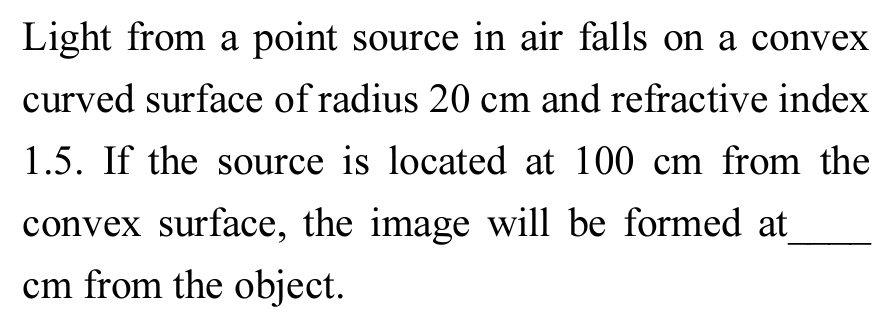 Light from a point source in air falls on a convex
curved surface of radius 20 cm and refractive index
1.5. If the source is located at 100 cm from the
convex surface, the image will be formed at____
cm from the object.